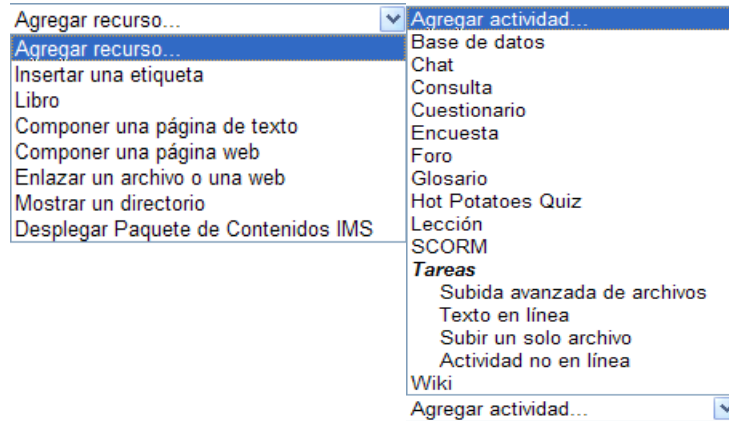 Agregar recurso...
Agregar recurso...
Insertar una etiqueta
Libro
Componer una página de texto
Componer una página web
Enlazar un archivo o una web
Mostrar un directorio
Desplegar Paquete de Contenidos IMS
Agregar actividad...
Base de datos
Chat
Consulta
Cuestionario
Encuesta
Foro
Glosario
Hot Potatoes Quiz
Lección
SCORM
Tareas
Subida avanzada de archivos
Texto en línea
Subir un solo archivo
Actividad no en línea
Wiki
Agregar actividad...